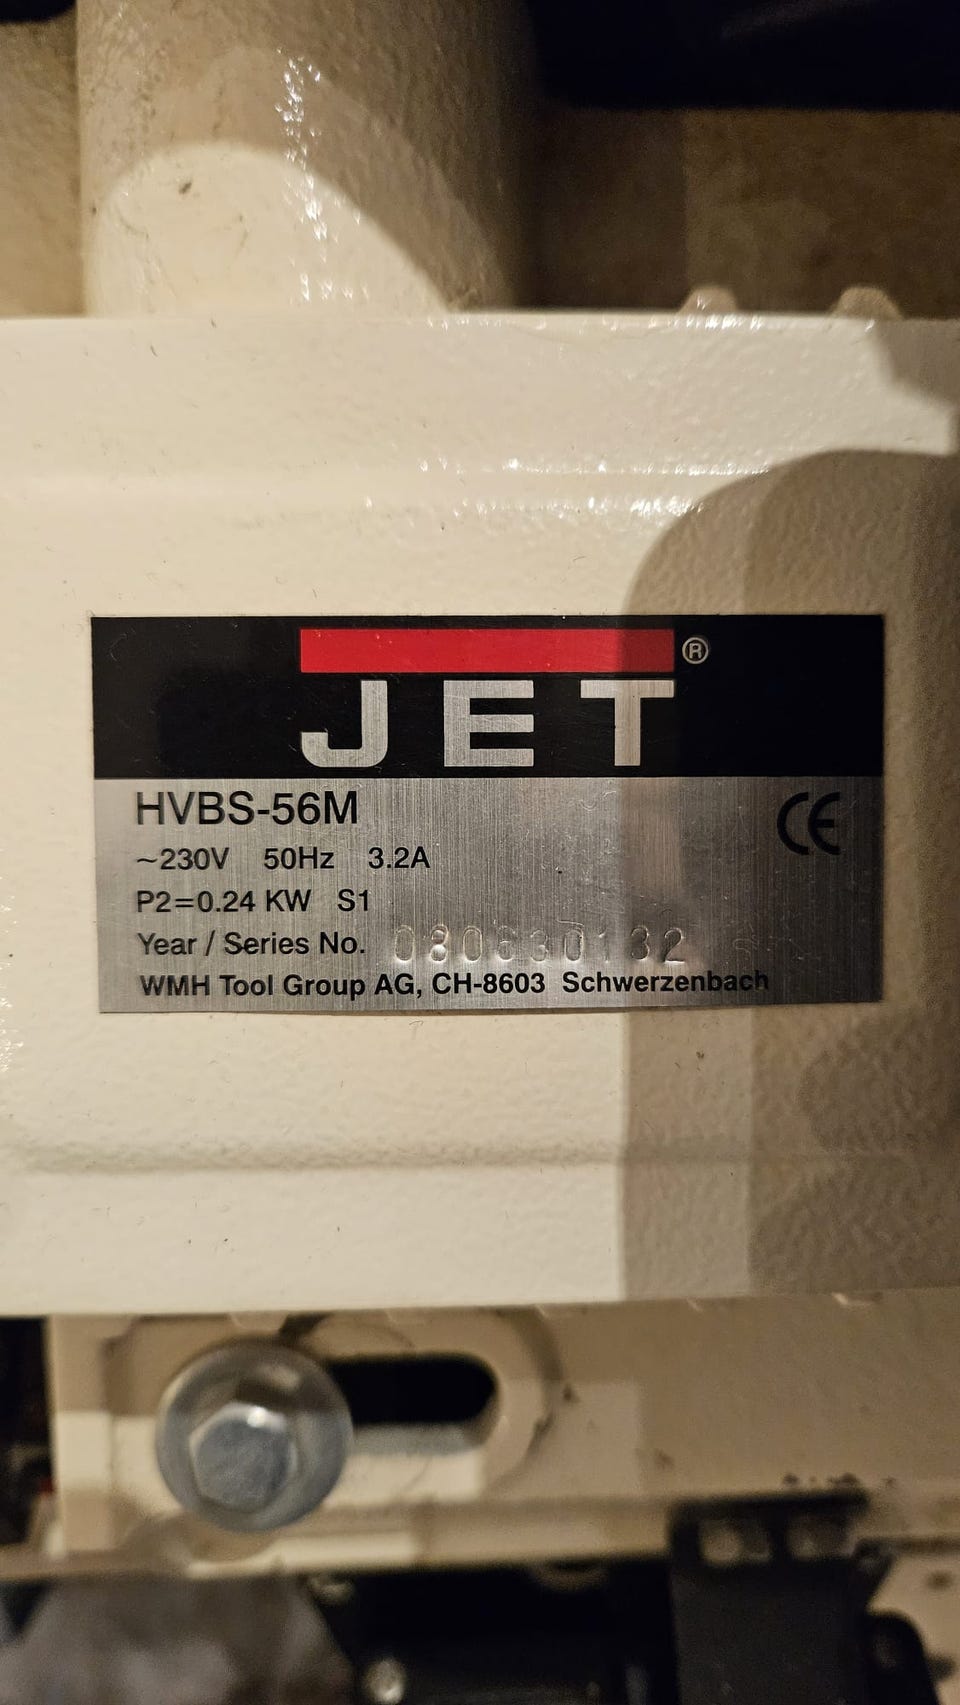 JET®
HVBS-56M CE
~230V 50Hz 3.2A
P2=0.24 KW S1
Year / Series No.
WMH Tool Group AG, CH-8603 Schwerzenbach